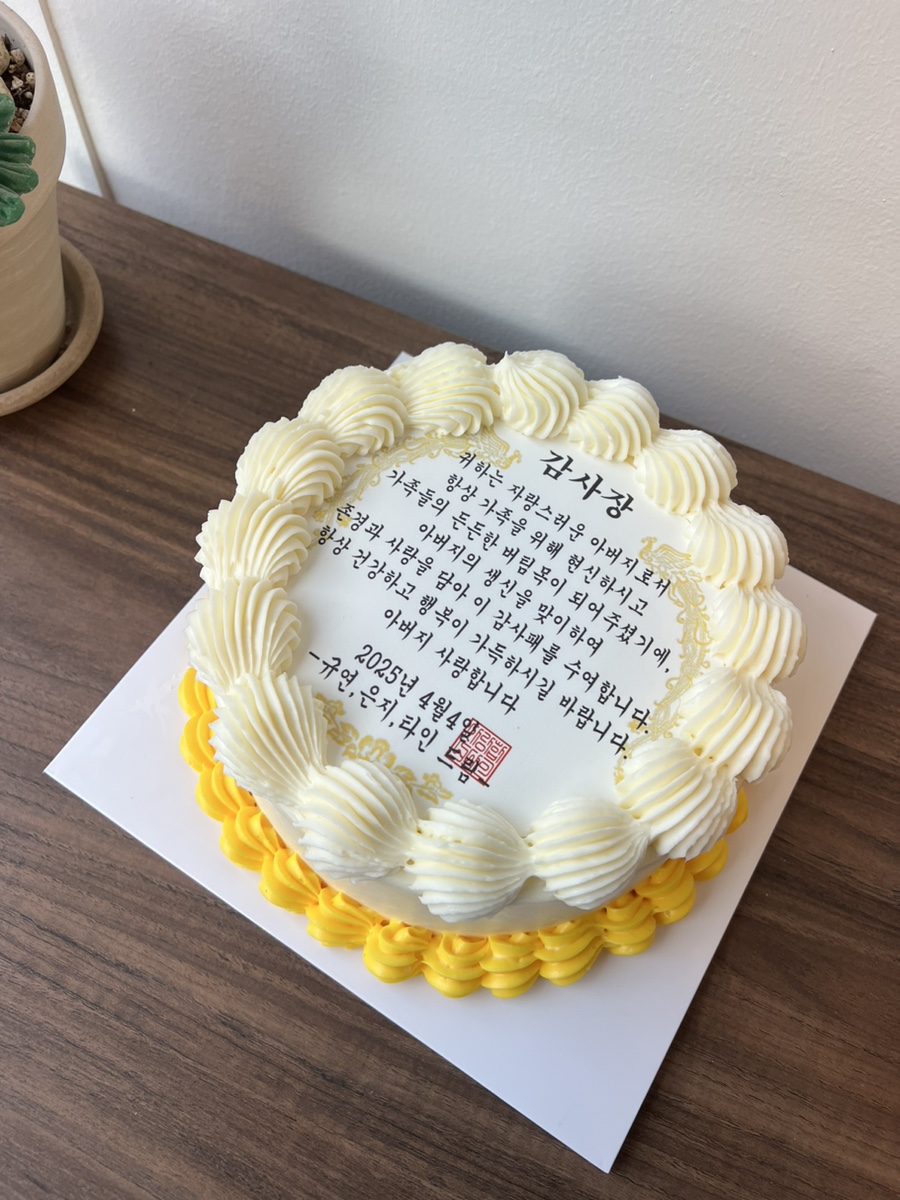 감사장
귀하는 자랑스러운 아버지로서
항상 가족을 위해 헌신하시고
가족들의 든든한 버팀목이 되어주셨기에,
아버지의 생신을 맞이하여
존경과 사랑을 담아 이 감사패를 수여합니다.
항상 건강하고 행복이 가득하시길 바랍니다.
아버지 사랑합니다
2025년 4월4일
-규연,은지,타인 드림-